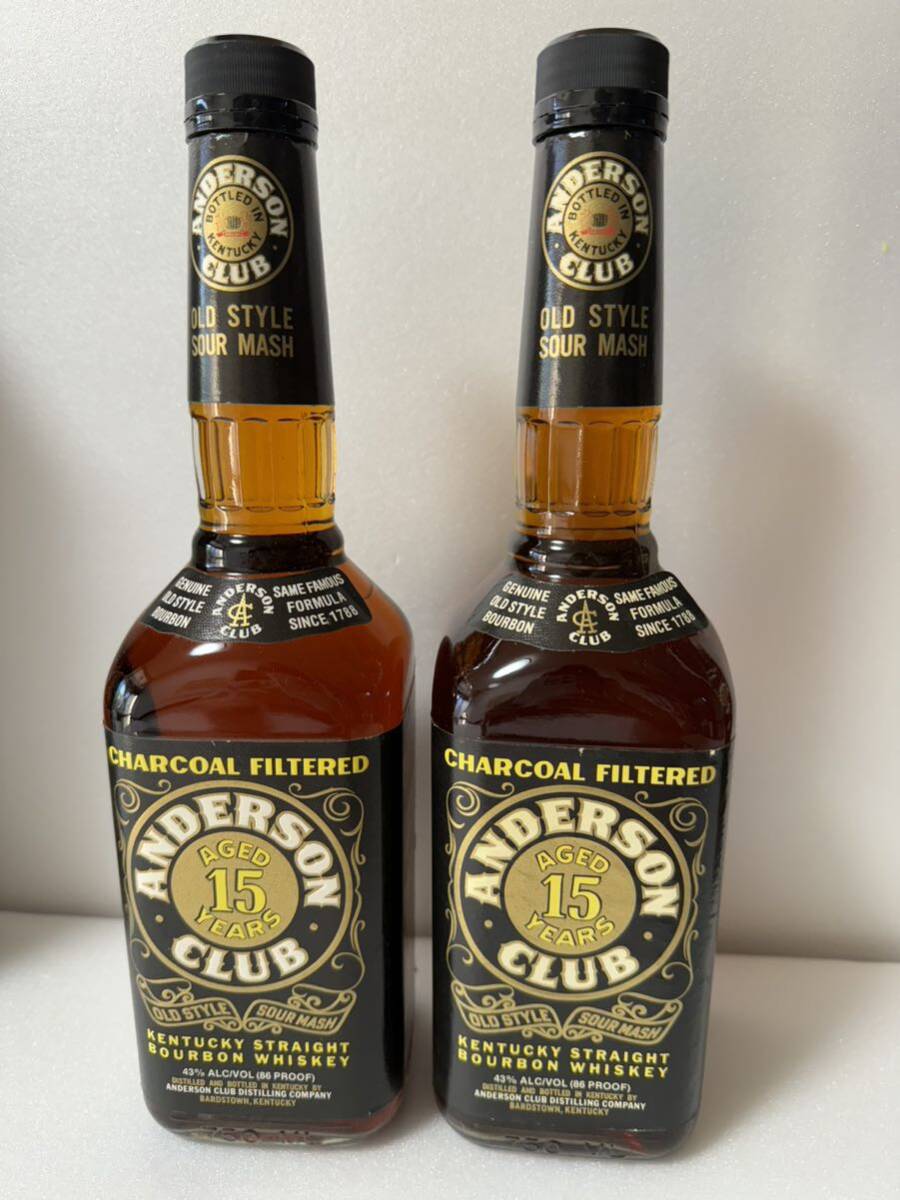 ANDERSON
BOTTLED IN
KENTUCKY
CLUB
OLD STYLE
SOUR MASH
GENUINE
OLD STYLE
BOURBON
ANDERSON
CA
CLUB
SAME FAMOUS
FORMULA
SINCE 1788
CHARCOAL FILTERED
ANDERSON
AGED
15
YEARS
CLUB
OLD STYLE SOUR MASH
KENTUCKY STRAIGHT
BOURBON WHISKEY
43% ALC/VOL (86 PROOF)
DISTILLED AND BOTTLED IN KENTUCKY BY
ANDERSON CLUB DISTILLING COMPANY
BARDSTOWN, KENTUCKY
ANDERSON
BOTTLED IN
KENTUCKY
CLUB
OLD STYLE
SOUR MASH
GENUINE
OLD STYLE
BOURBON
ANDERSON
CA
CLUB
SAME FAMOUS
FORMULA
SINCE 1788
CHARCOAL FILTERED
ANDERSON
AGED
15
YEARS
CLUB
OLD STYLE SOUR MASH
KENTUCKY STRAIGHT
BOURBON WHISKEY
43% ALC/VOL (86 PROOF)
DISTILLED AND BOTTLED IN KENTUCKY BY
ANDERSON CLUB DISTILLING COMPANY
BARDSTOWN, KENTUCKY